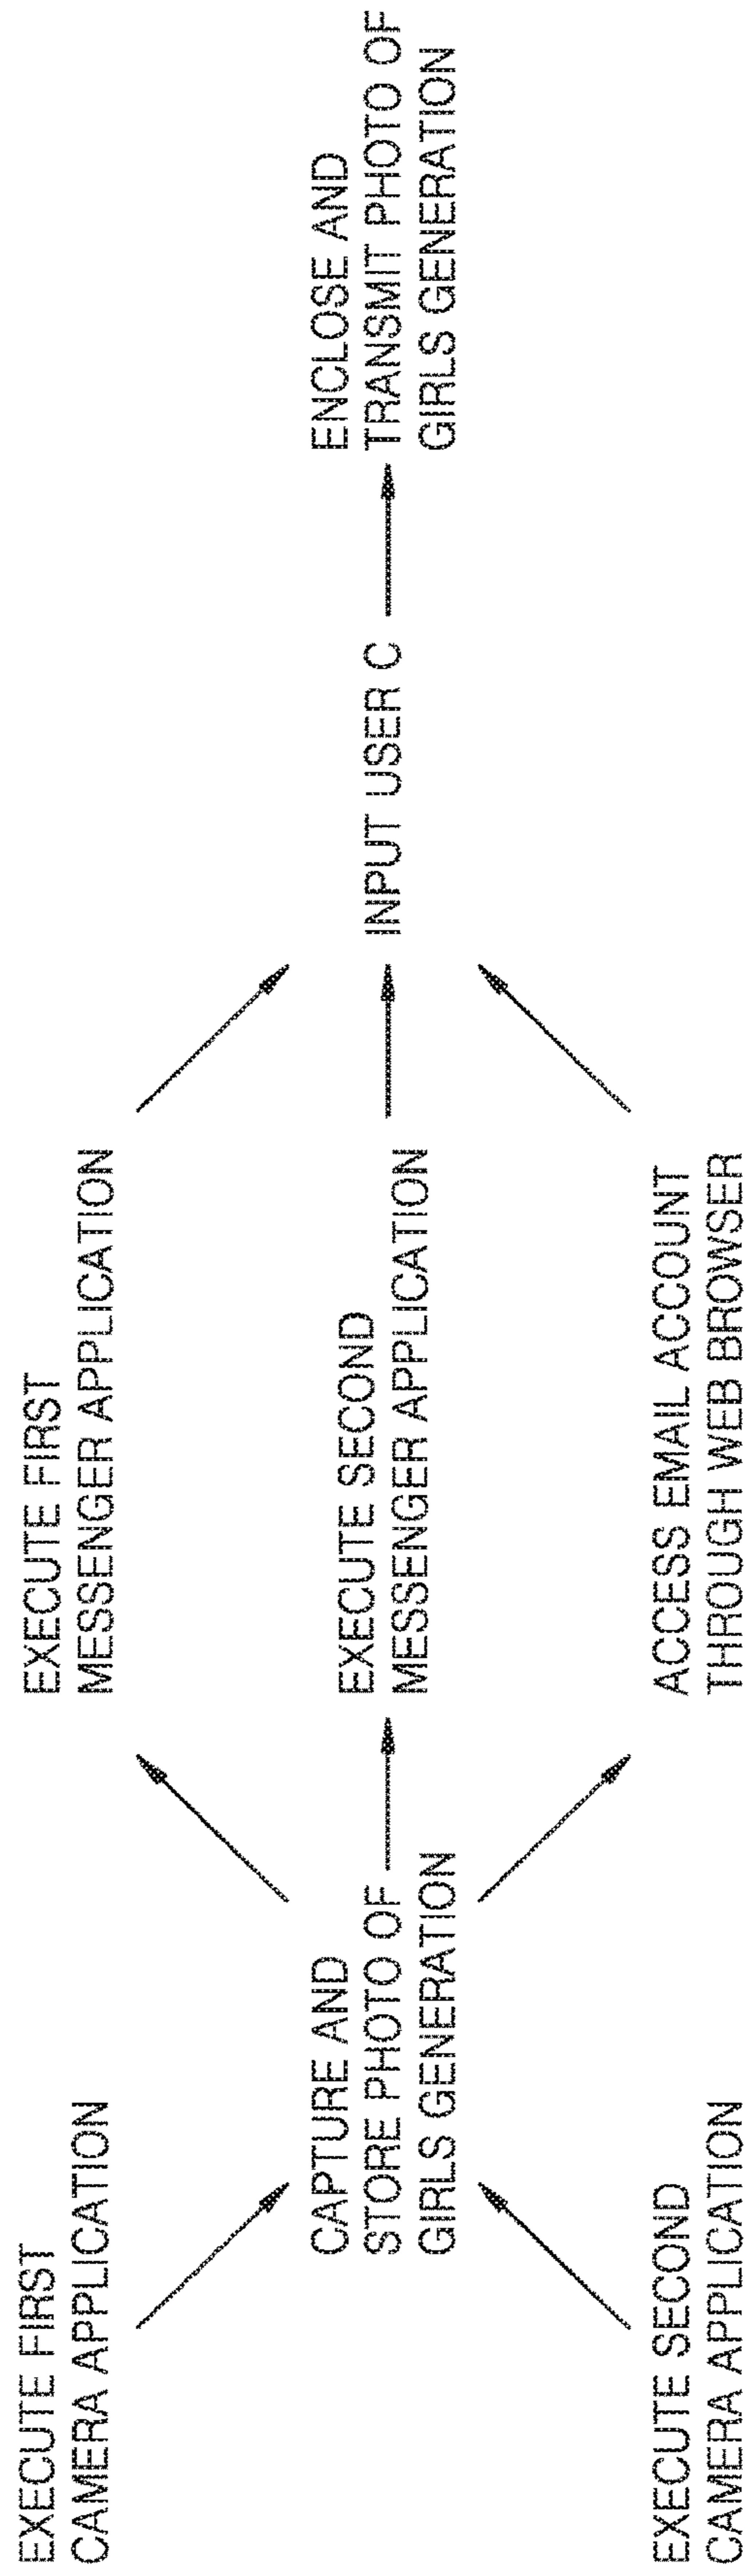 EXECUTE FIRST
CAMERA APPLICATION
EXECUTE SECOND
CAMERA APPLICATION
CAPTURE AND
STORE PHOTO OF
GIRLS GENERATION
EXECUTE FIRST
MESSENGER APPLICATION
EXECUTE SECOND
MESSENGER APPLICATION
ACCESS EMAIL ACCOUNT
THROUGH WEB BROWSER
INPUT USER C
ENCLOSE AND
TRANSMIT PHOTO OF
GIRLS GENERATION